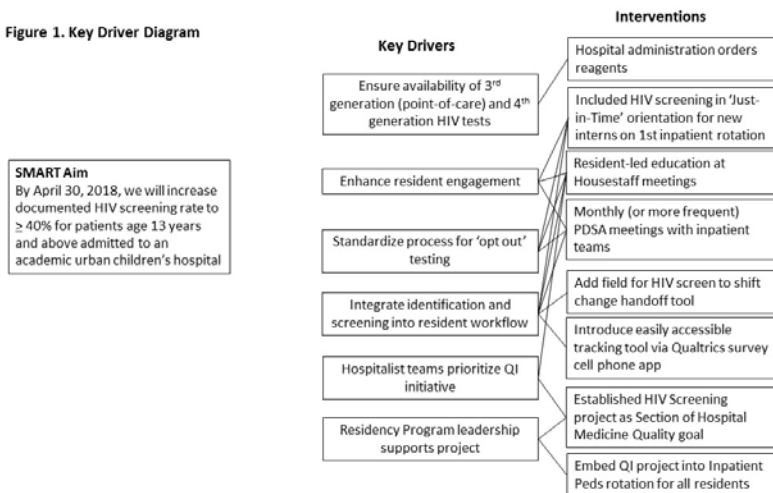 Figure 1. Key Driver Diagram
SMART Aim
By April 30, 2018, we will increase
documented HIV screening rate to
≥ 40% for patients age 13 years
and above admitted to an
academic urban children's hospital
Key Drivers
Ensure availability of 3rd
generation (point-of-care) and 4th
generation HIV tests
Enhance resident engagement
Standardize process for 'opt out'
testing
Integrate identification and
screening into resident workflow
Hospitalist teams prioritize QI
initiative
Residency Program leadership
supports project
Interventions
Hospital administration orders
reagents
Included HIV screening in 'Just-
in-Time' orientation for new
interns on 1st inpatient rotation
Resident-led education at
Housestaff meetings
Monthly (or more frequent)
PDSA meetings with inpatient
teams
Add field for HIV screen to shift
change handoff tool
Introduce easily accessible
tracking tool via Qualtrics survey
cell phone app
Established HIV Screening
project as Section of Hospital
Medicine Quality goal
Embed QI project into Inpatient
Peds rotation for all residents